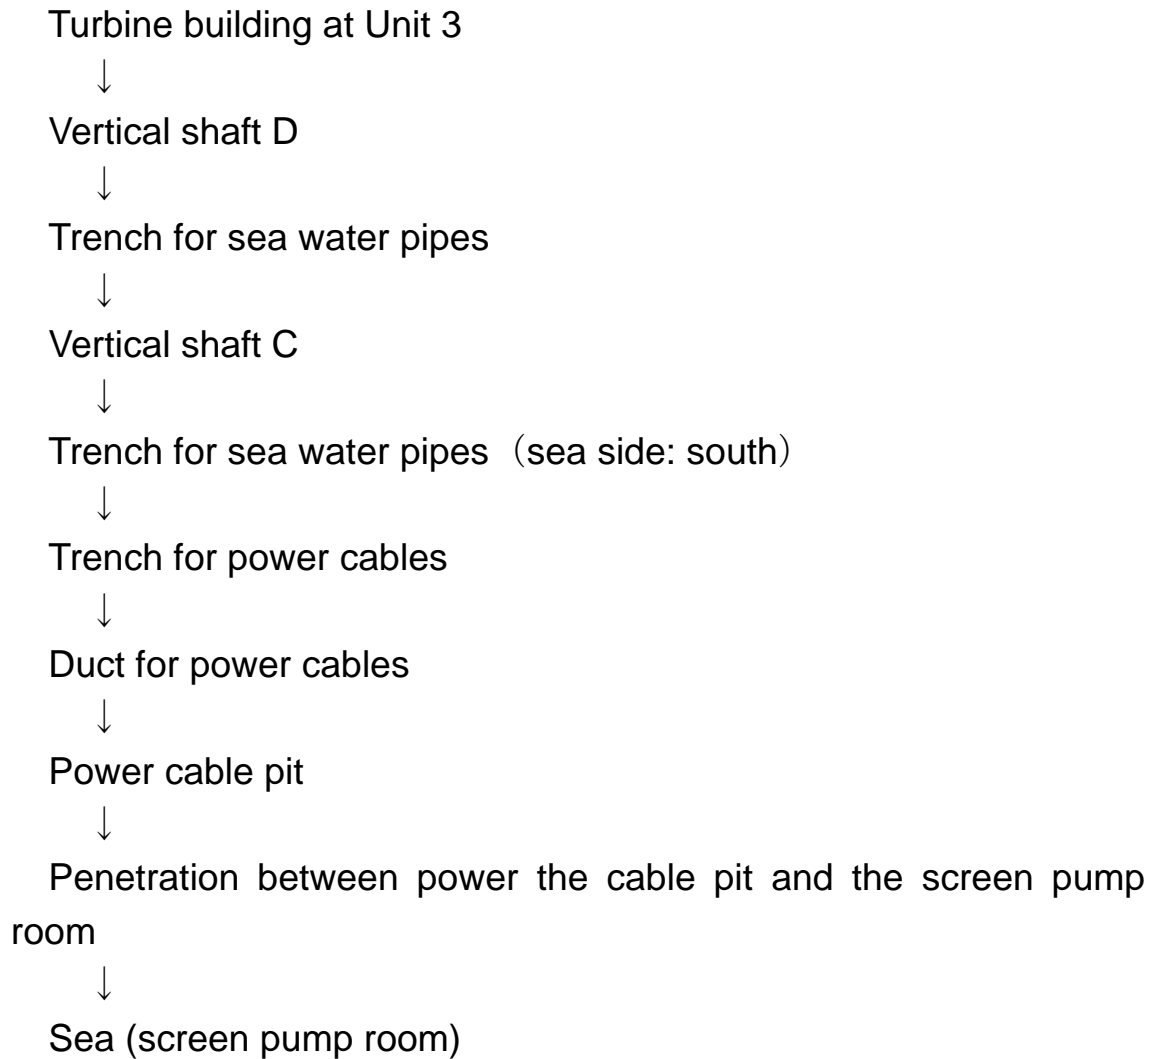 Turbine building at Unit 3
↓
Vertical shaft D
↓
Trench for sea water pipes
↓
Vertical shaft C
↓
Trench for sea water pipes（sea side: south）
↓
Trench for power cables
↓
Duct for power cables
↓
Power cable pit
↓
Penetration between power the cable pit and the screen pump
room
↓
Sea (screen pump room)